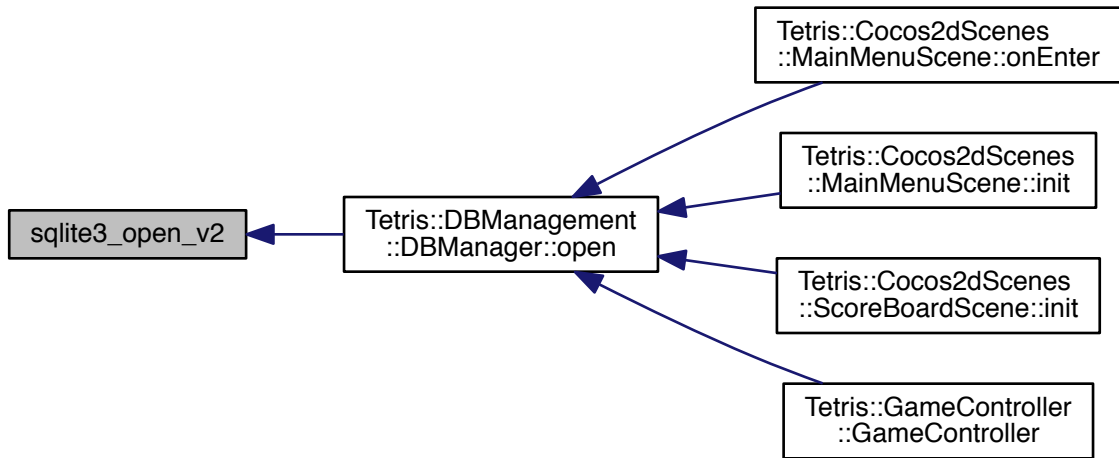 sqlite3_open_v2
Tetris::DBManagement
::DBManager::open
Tetris::Cocos2dScenes
::MainMenuScene::onEnter
Tetris::Cocos2dScenes
::MainMenuScene::init
Tetris::Cocos2dScenes
::ScoreBoardScene::init
Tetris::GameController
::GameController